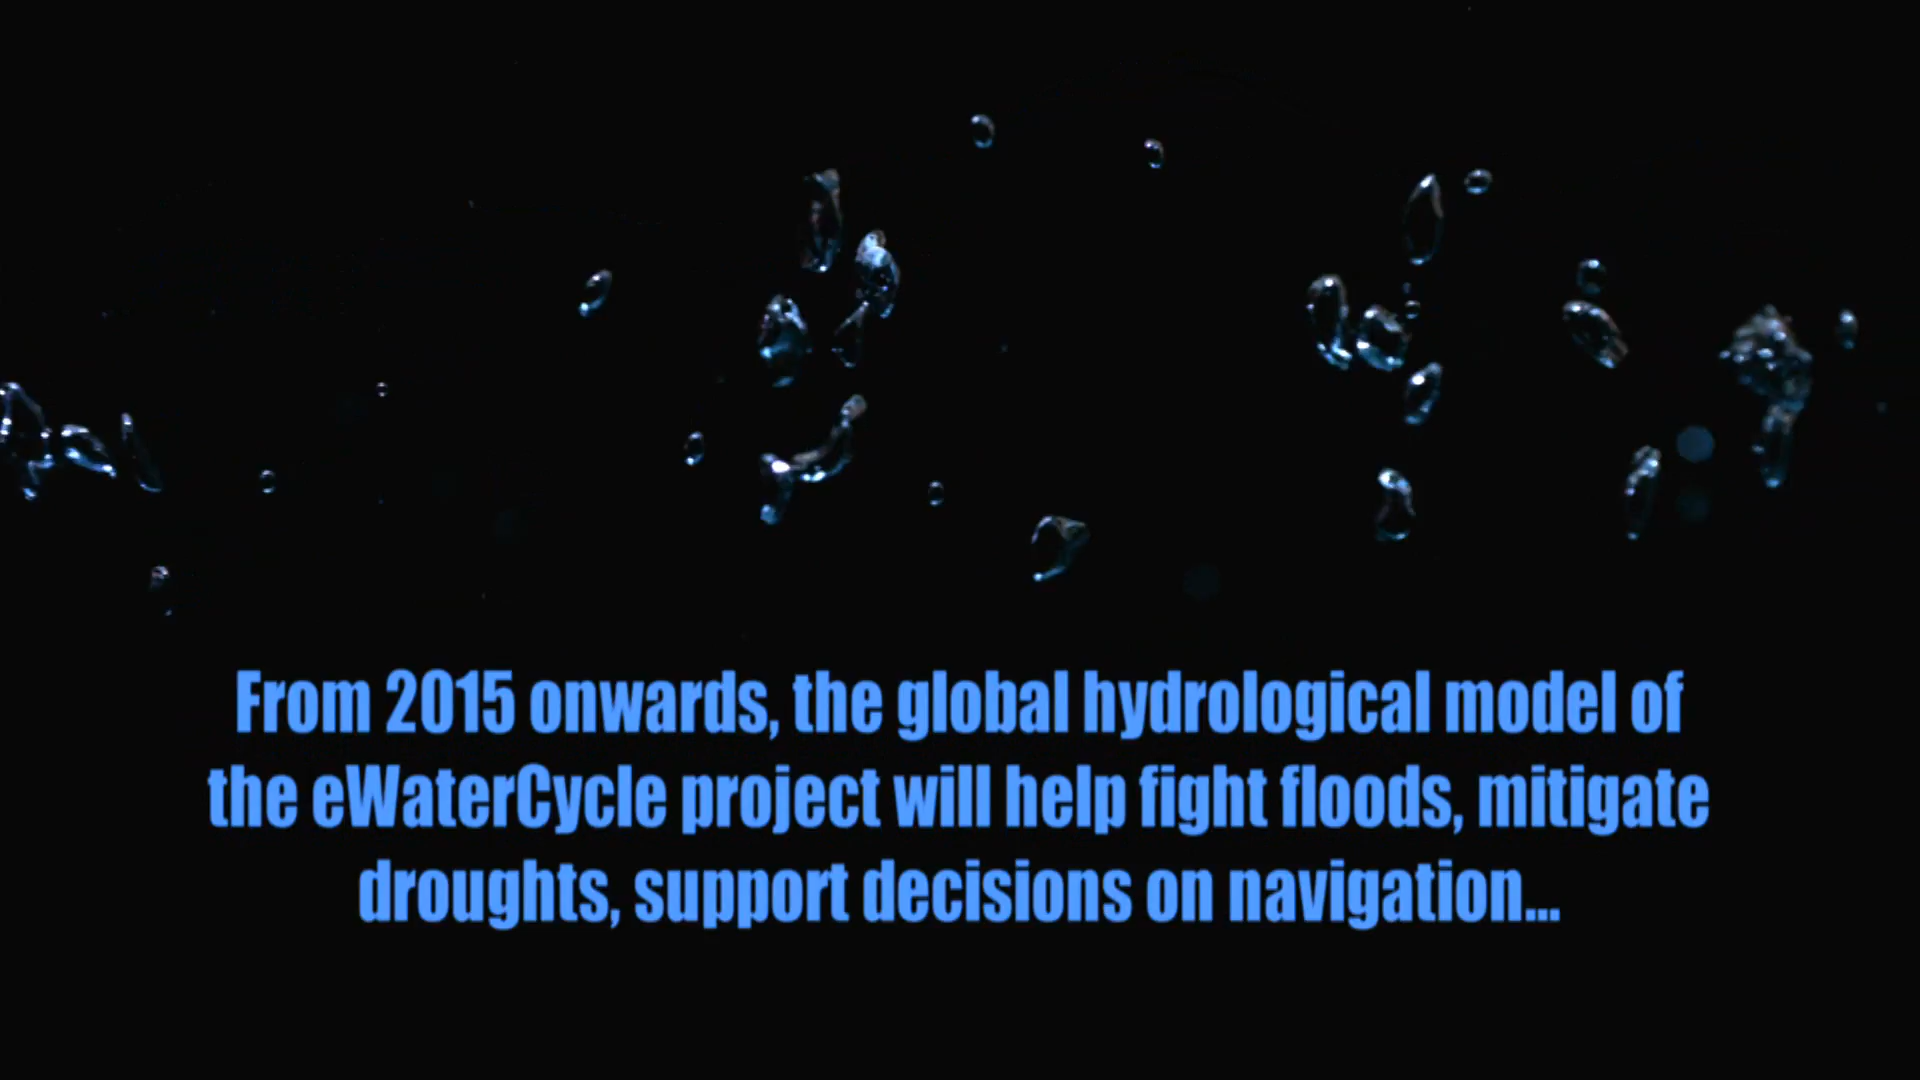 From 2015 onwards, the global hydrological model of
the eWaterCycle project will help fight floods, mitigate
droughts, support decisions on navigation...